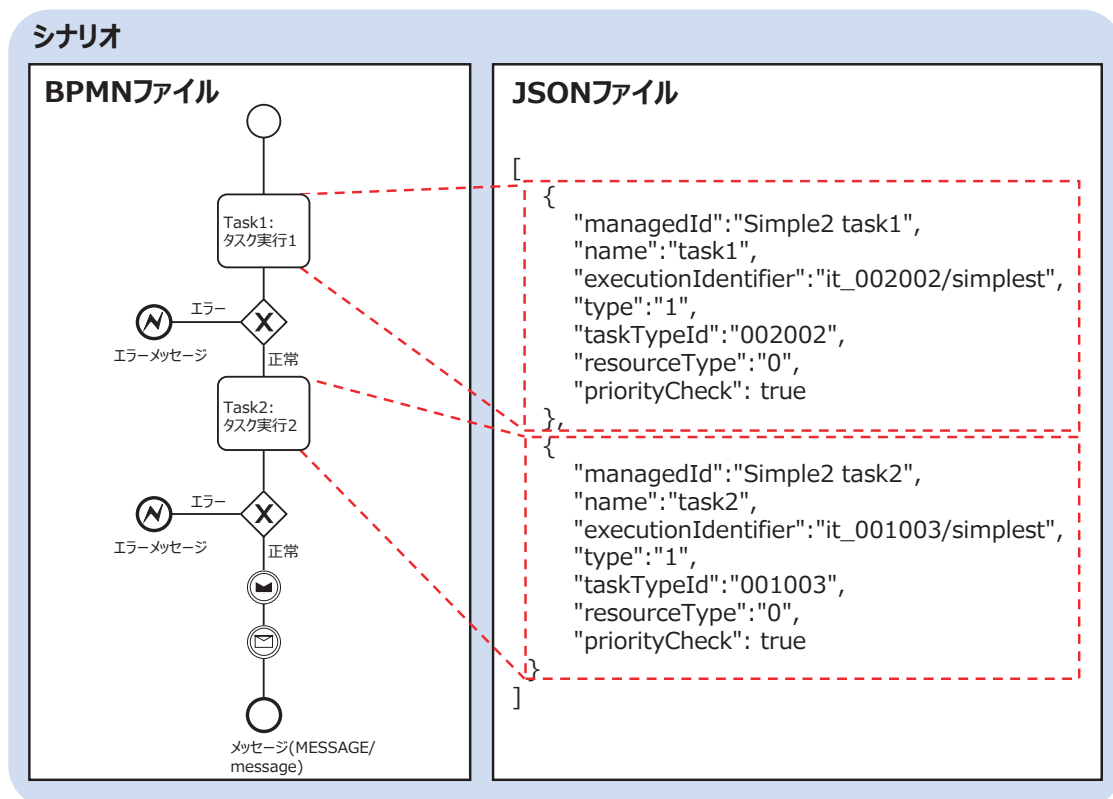 シナリオ
BPMNファイル
Task1:
タスク実行1
エラー
X
エラーメッセージ
正常
Task2:
タスク実行2
エラー
X
エラーメッセージ
正常
メッセージ(MESSAGE/
message)
JSONファイル
[
{
"managedId":"Simple2 task1",
"name":"task1",
"executionIdentifier":"it_002002/simplest",
"type":"1",
"taskTypeId":"002002",
"resourceType":"0",
"priorityCheck": true
},
{
"managedId":"Simple2 task2",
"name":"task2",
"executionIdentifier":"it_001003/simplest",
"type":"1",
"taskTypeId":"001003",
"resourceType":"0",
"priorityCheck": true
}
]